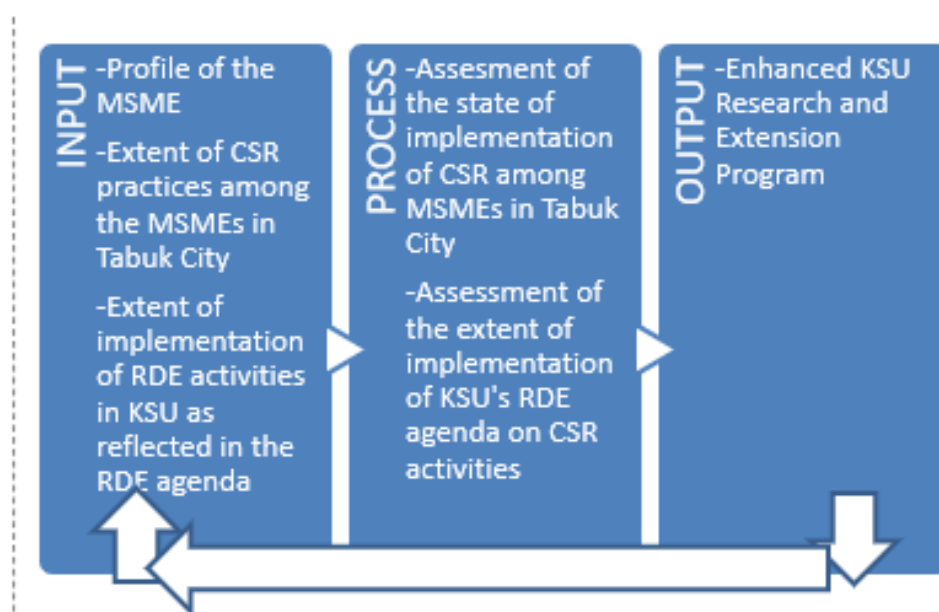 INPUT
-Profile of the
MSME
-Extent of CSR
practices among
the MSMEs in
Tabuk City
-Extent of
implementation
of RDE activities
in KSU as
reflected in the
RDE agenda
PROCESS
-Assesment of
the state of
implementation
of CSR among
MSMEs in Tabuk
City
-Assessment of
the extent of
implementation
of KSU's RDE
agenda on CSR
activities
OUTPUT
-Enhanced KSU
Research and
Extension
Program